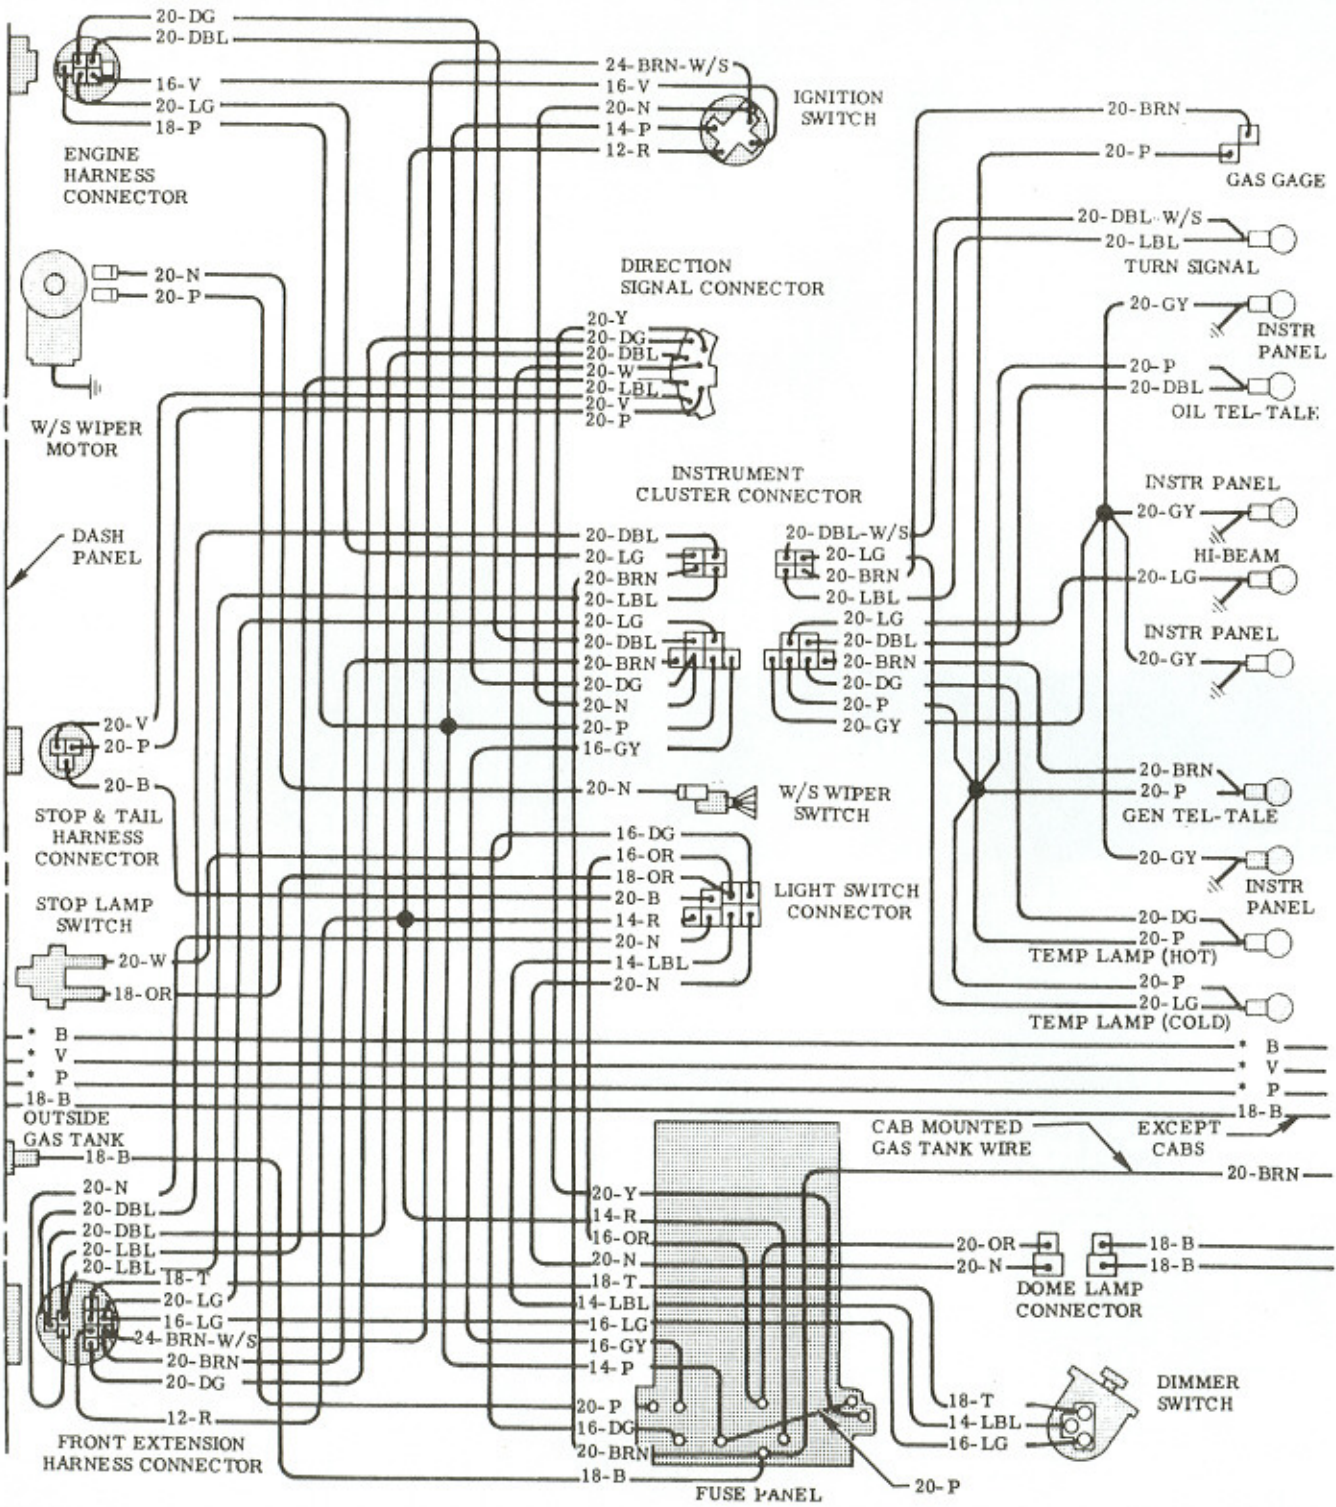 20-DG
20-DBL
16-V
20-LG
18-P
ENGINE
HARNESS
CONNECTOR
24-BRN-W/S
16-V
20-N
14-P
12-R
IGNITION
SWITCH
20-BRN
20-P
GAS GAGE
20-DBL-W/S
20-LBL
TURN SIGNAL
20-N
20-P
W/S WIPER
MOTOR
DIRECTION
SIGNAL CONNECTOR
20-Y
20-DG
20-DBL
20-W
20-LBL
20-V
20-P
20-GY
INSTR
PANEL
20-P
20-DBL
OIL TEL-TALE
DASH
PANEL
INSTRUMENT
CLUSTER CONNECTOR
20-DBL
20-LG
20-BRN
20-LBL
20-LG
20-DBL
20-BRN
20-DG
20-N
20-P
16-GY
20-DBL-W/S
20-LG
20-BRN
20-LBL
20-LG
20-DBL
20-BRN
20-DG
20-P
20-GY
INSTR PANEL
20-GY
HI-BEAM
20-LG
INSTR PANEL
20-GY
20-V
20-P
20-B
STOP & TAIL
HARNESS
CONNECTOR
20-N
W/S WIPER
SWITCH
20-BRN
20-P
GEN TEL-TALE
20-GY
INSTR
PANEL
16-DG
16-OR
18-OR
20-B
14-R
20-N
14-LBL
20-N
LIGHT SWITCH
CONNECTOR
STOP LAMP
SWITCH
20-W
18-OR
20-DG
20-P
TEMP LAMP (HOT)
20-P
20-LG
TEMP LAMP (COLD)
* B
* V
* P
18-B
* B
* V
* P
18-B
OUTSIDE
GAS TANK
18-B
CAB MOUNTED
GAS TANK WIRE
EXCEPT
CABS
20-BRN
20-N
20-DBL
20-DBL
20-LBL
20-LBL
18-T
20-LG
16-LG
24-BRN-W/S
20-BRN
20-DG
12-R
FRONT EXTENSION
HARNESS CONNECTOR
20-Y
14-R
16-OR
20-N
18-T
14-LBL
16-LG
16-GY
14-P
20-P
16-DG
20-BRN
18-B
FUSE PANEL
20-P
20-OR
20-N
18-B
18-B
DOME LAMP
CONNECTOR
18-T
14-LBL
16-LG
DIMMER
SWITCH